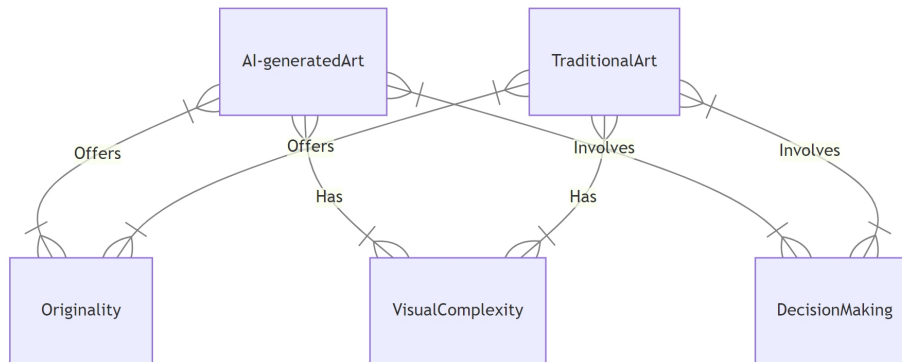 AI-generatedArt
TraditionalArt
Offers
Offers
Involves
Involves
Has
Has
Originality
VisualComplexity
DecisionMaking